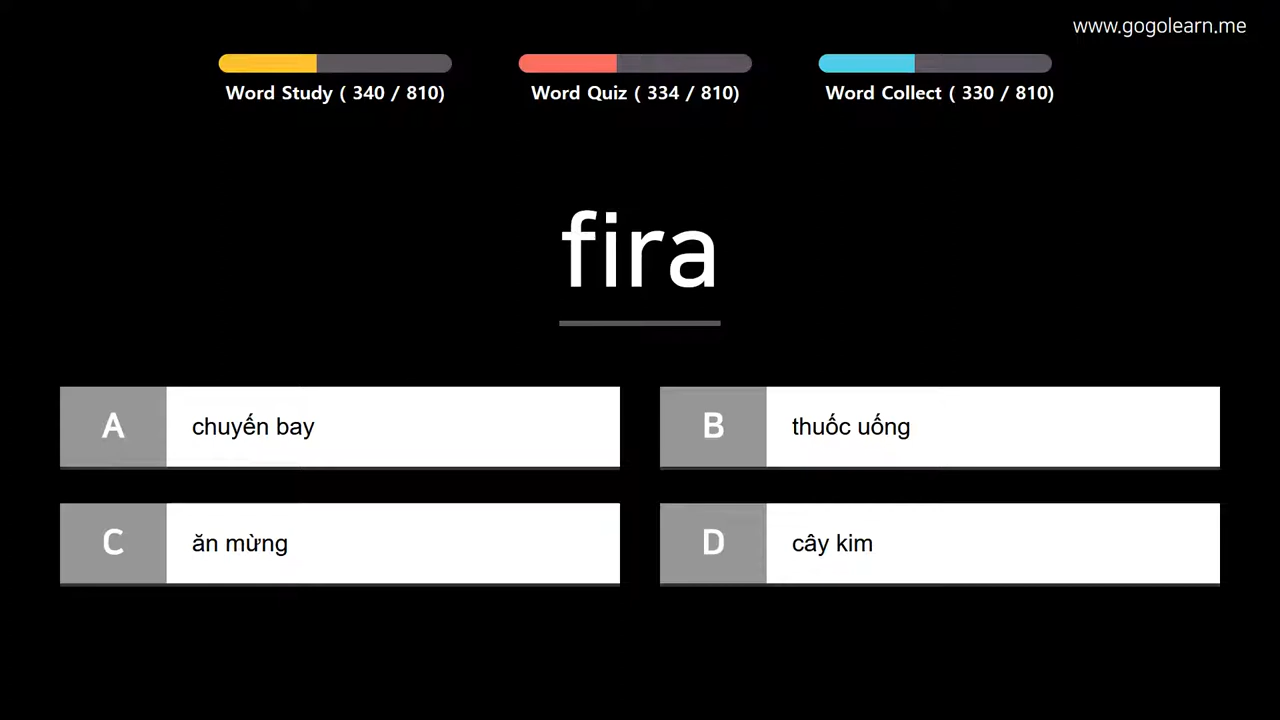 www.gogolearn.me
Word Study ( 340 / 810)
Word Quiz ( 334 / 810)
Word Collect ( 330 / 810)
fira
A chuyến bay
B thuốc uống
C ăn mừng
D cây kim